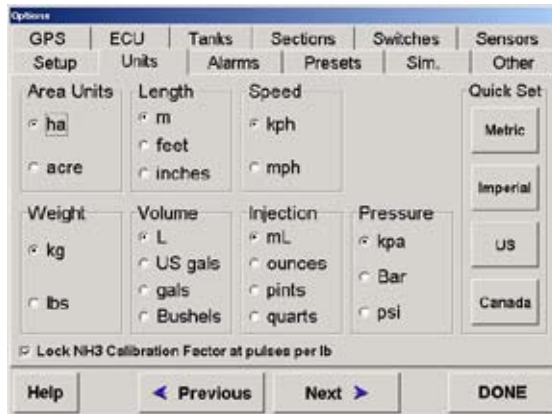 Options
GPS ECU Tanks Sections Switches Sensors
Setup Units Alarms Presets Sim. Other
Area Units Length Speed Quick Set
ha m kph Metric
feet
acre inches mph Imperial
Weight Volume Injection Pressure
kg L mL kpa US
US gals ounces Bar
lbs gals pints psi Canada
Bushels quarts
Lock NH3 Calibration Factor at pulses per lb
Help Previous Next DONE